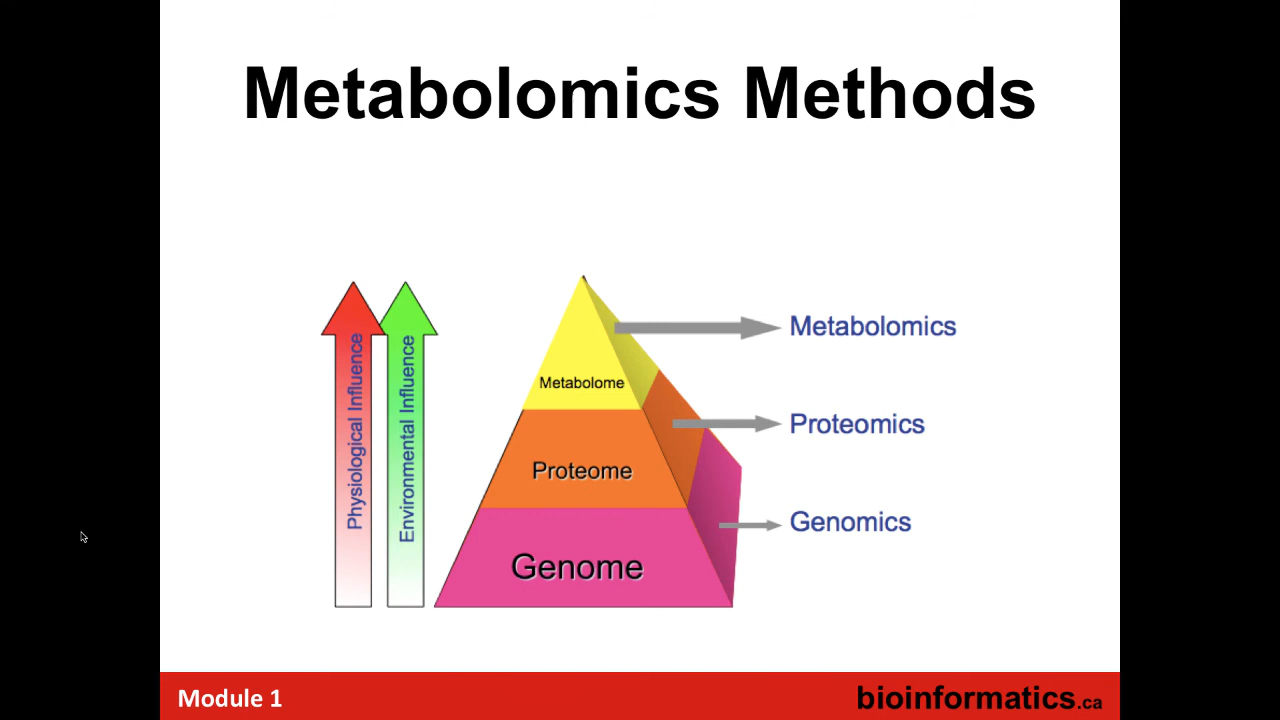 Metabolomics Methods
Physiological Influence
Environmental Influence
Metabolome
Proteome
Genome
Metabolomics
Proteomics
Genomics
Module 1
bioinformatics.ca